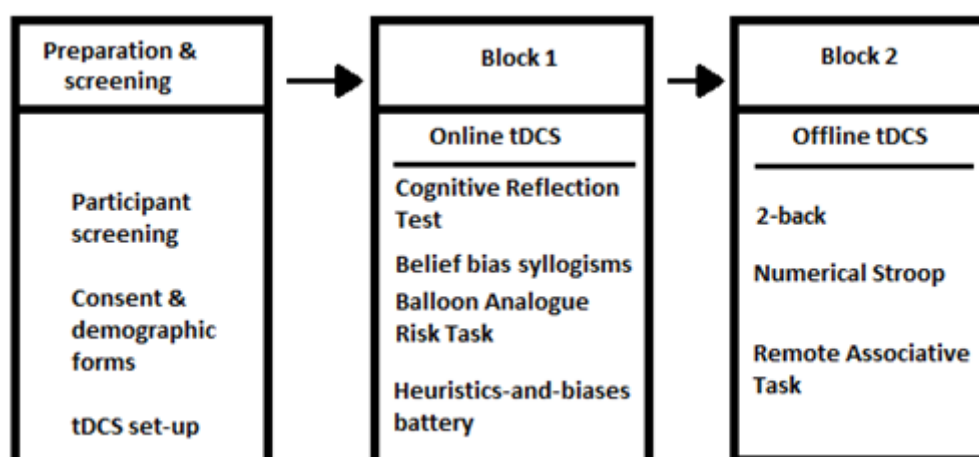 Preparation &
screening
Participant
screening
Consent &
demographic
forms
tDCS set-up
Block 1
Online tDCS
Cognitive Reflection
Test
Belief bias syllogisms
Balloon Analogue
Risk Task
Heuristics-and-biases
battery
Block 2
Offline tDCS
2-back
Numerical Stroop
Remote Associative
Task